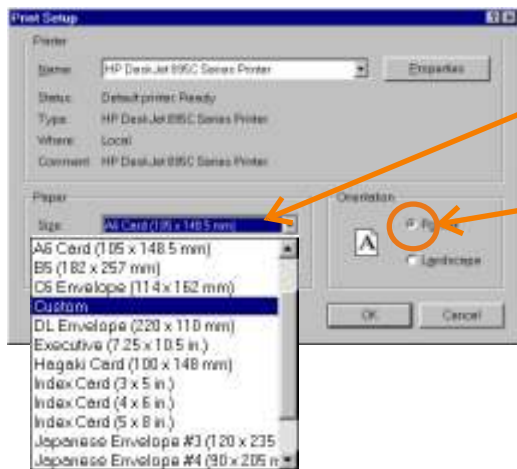 Print Setup
Printer
Name: HP DeskJet 895C Series Printer Properties
Status: Default printer; Ready
Type: HP DeskJet 895C Series Printer
Where: Local
Comment: HP DeskJet 895C Series Printer
Paper
Size: A6 Card (105 x 148.5 mm)
A6 Card (105 x 148.5 mm)
B5 (182 x 257 mm)
C6 Envelope (114 x 162 mm)
Custom
DL Envelope (220 x 110 mm)
Executive (7.25 x 10.5 in.)
Hagaki Card (100 x 148 mm)
Index Card (3 x 5 in.)
Index Card (4 x 6 in.)
Index Card (5 x 8 in.)
Japanese Envelope #3 (120 x 235
Japanese Envelope #4 (90 x 205 m
Orientation
A
Landscape
OK Cancel